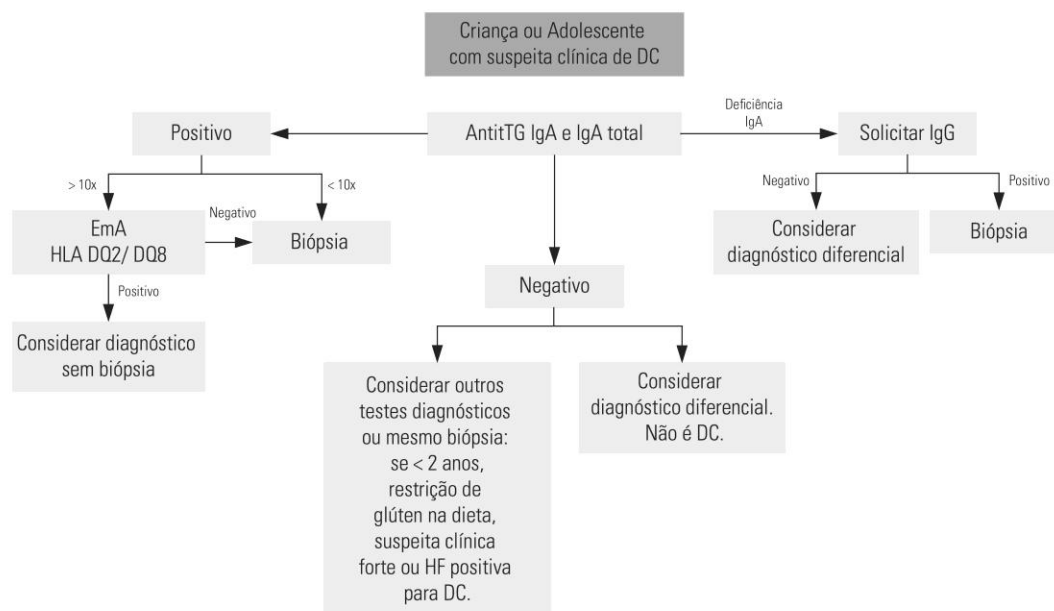 Criança ou Adolescente
com suspeita clínica de DC
Positivo
AntitTG IgA e IgA total
Deficiência
IgA
Solicitar IgG
> 10x
< 10x
Negativo
Positivo
EmA
HLA DQ2/ DQ8
Negativo
Biópsia
Considerar
diagnóstico diferencial
Biópsia
Positivo
Negativo
Considerar diagnóstico
sem biópsia
Considerar outros
testes diagnósticos
ou mesmo biópsia:
se < 2 anos,
restrição de
glúten na dieta,
suspeita clínica
forte ou HF positiva
para DC.
Considerar
diagnóstico diferencial.
Não é DC.